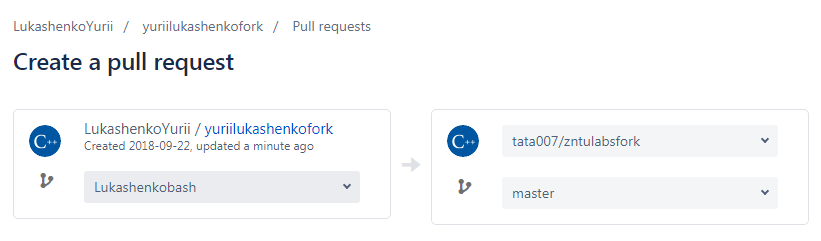 LukashenkoYurii / yuriilukashenkofork / Pull requests
Create a pull request
C++ LukashenkoYurii / yuriilukashenkofork
Created 2018-09-22, updated a minute ago
Lukashenkobash
C++ tata007/zntulabsfork
master